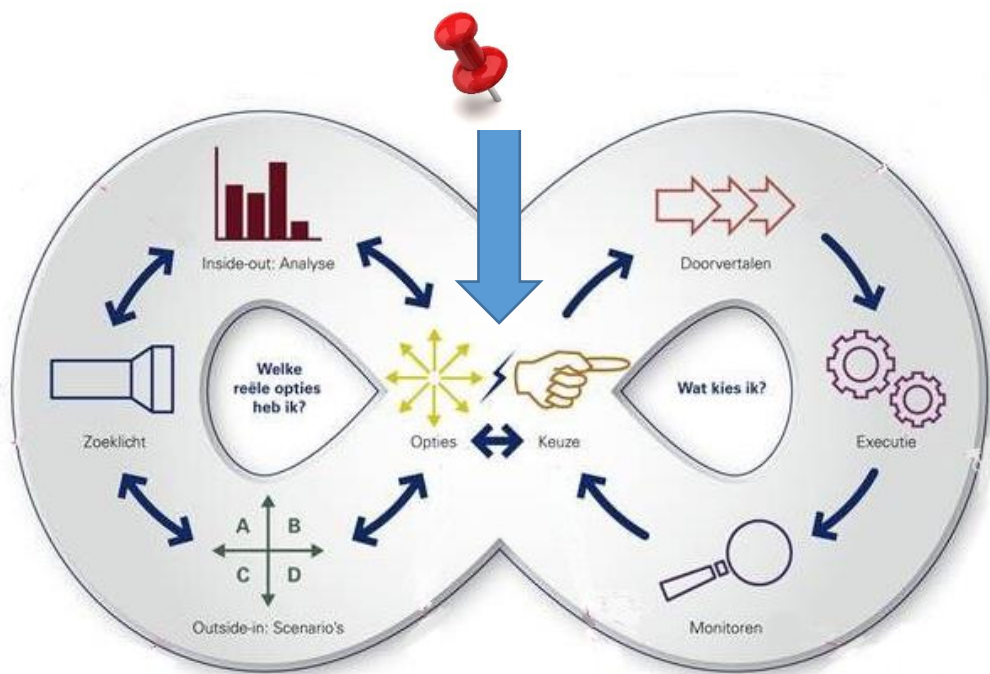 Inside-out: Analyse
Doorvertalen
Welke
reële opties
heb ik?
Wat kies ik?
Zoeklicht
Opties
Keuze
Executie
A B
C D
Outside-in: Scenario's
Monitoren